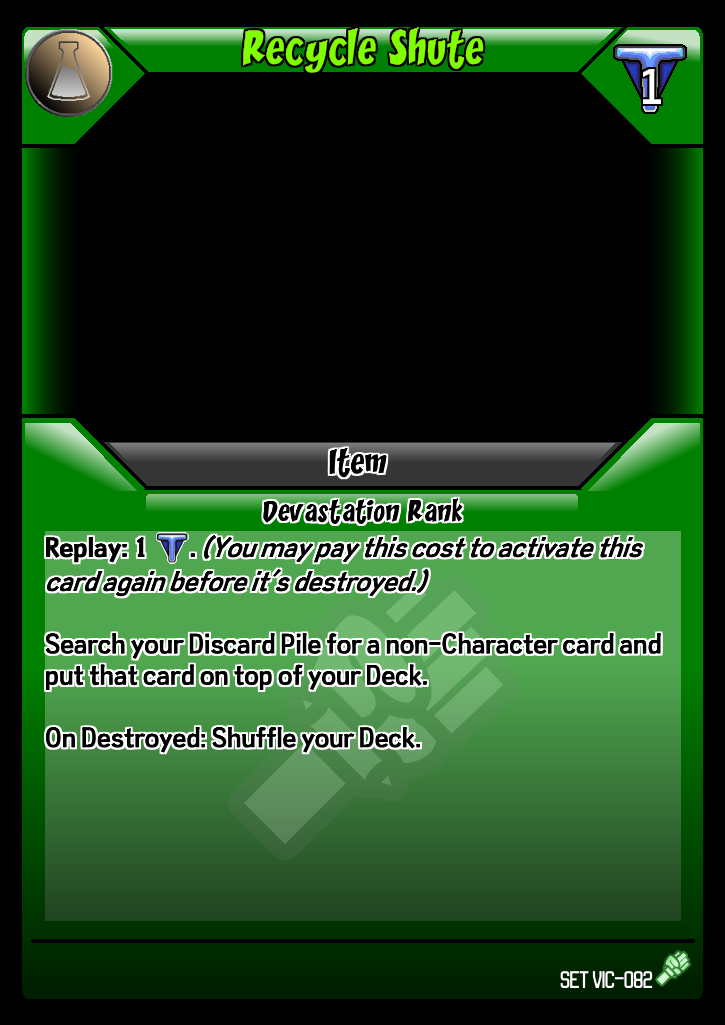 Recycle Shute
1
Item
Devastation Rank
Replay: 1 T. (You may pay this cost to activate this
card again before it's destroyed.)
Search your Discard Pile for a non-Character card and
put that card on top of your Deck.
On Destroyed: Shuffle your Deck.
SET VIC-082